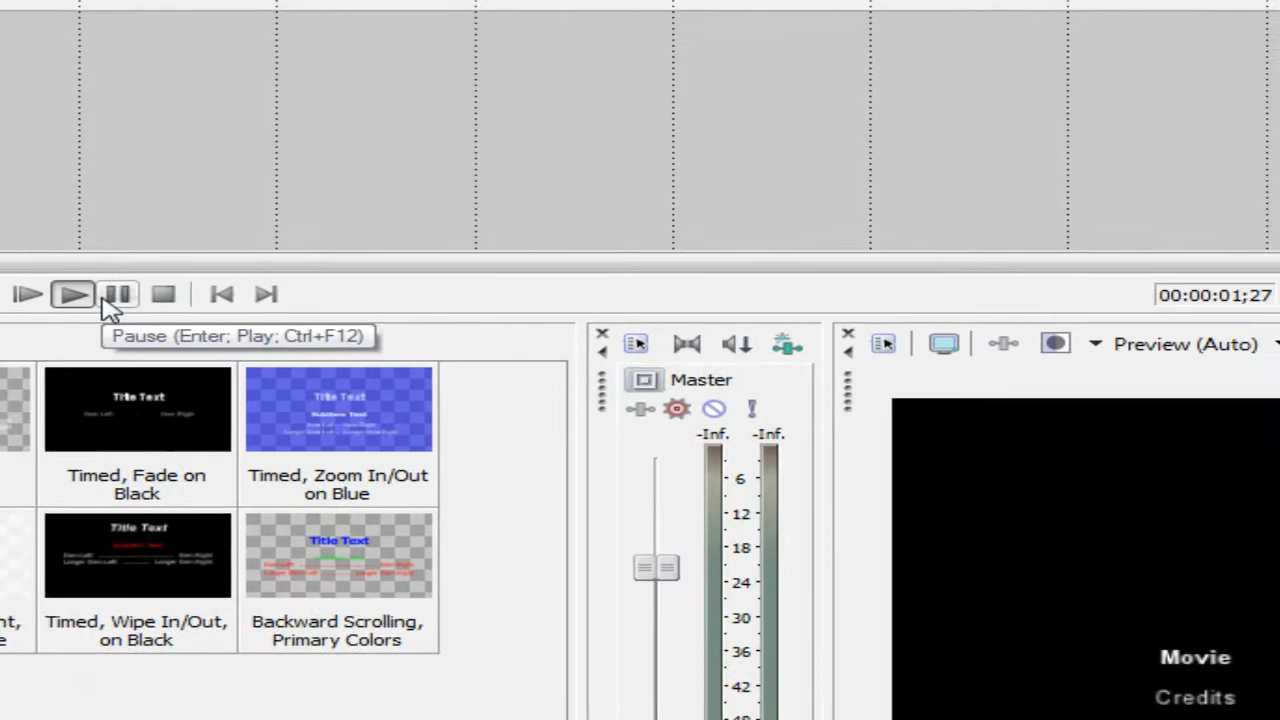 00:00:01;27
Pause (Enter; Play; Ctrl+F12)
Preview (Auto)
Master
-Inf. -Inf.
6
12
18
24
30
36
42
48
Title Text
Title Text
Timed, Fade on
Black
Timed, Zoom In/Out
on Blue
Title Text
Title Text
nt,
e
Timed, Wipe In/Out,
on Black
Backward Scrolling,
Primary Colors
Movie
Credits